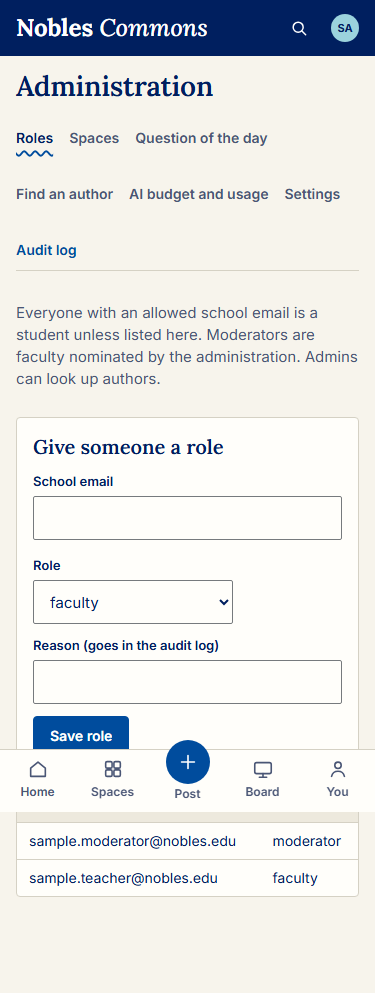 Nobles Commons
SA
Administration
Roles Spaces Question of the day
Find an author AI budget and usage Settings
Audit log
Everyone with an allowed school email is a
student unless listed here. Moderators are
faculty nominated by the administration. Admins
can look up authors.
Give someone a role
School email
Role
faculty
Reason (goes in the audit log)
Save role
Home Spaces Post Board You
sample.moderator@nobles.edu moderator
sample.teacher@nobles.edu faculty